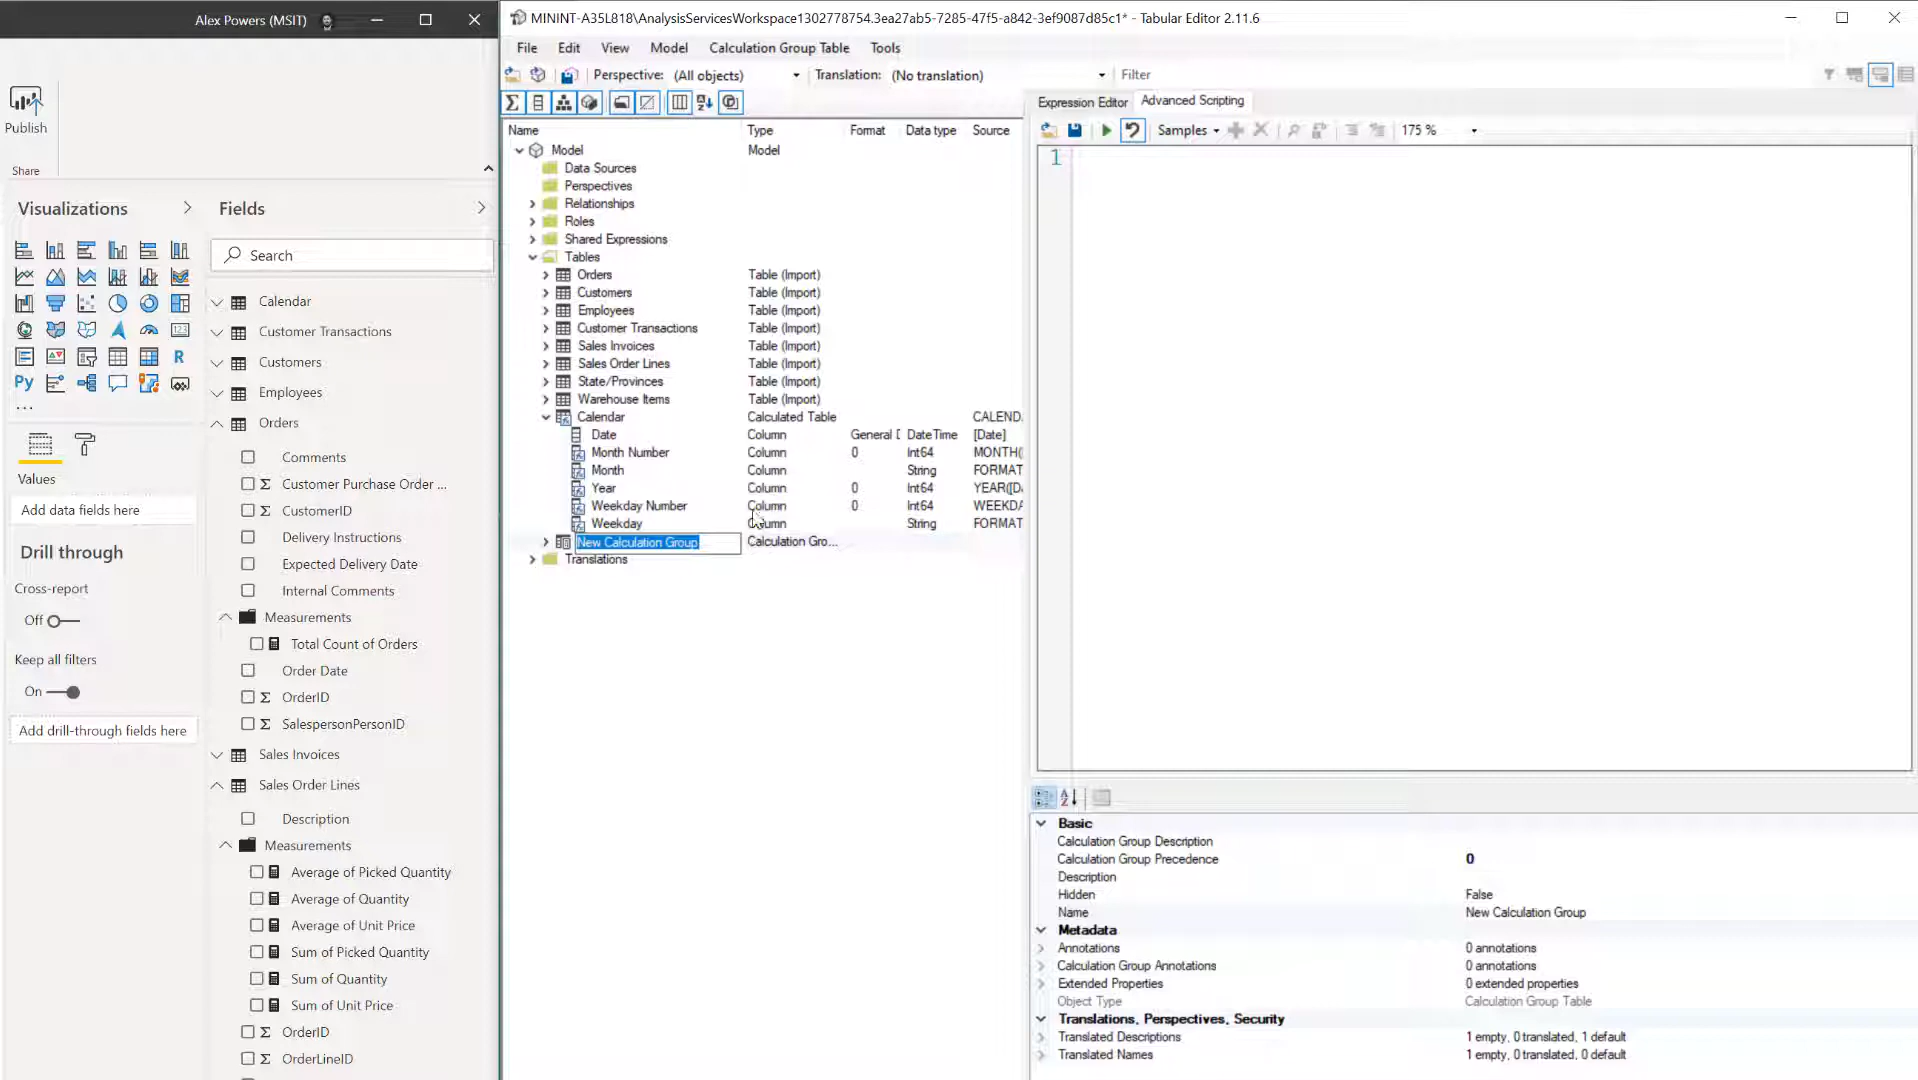 Alex Powers (MSIT)
Publish
Share
Visualizations
Fields
Search
Calendar
Customer Transactions
Customers
Employees
Orders
Comments
Customer Purchase Order ...
Σ CustomerID
Delivery Instructions
Expected Delivery Date
Internal Comments
Measurements
Total Count of Orders
Order Date
Σ OrderID
Σ SalespersonPersonID
Sales Invoices
Sales Order Lines
Description
Measurements
Average of Picked Quantity
Average of Quantity
Average of Unit Price
Sum of Picked Quantity
Sum of Quantity
Sum of Unit Price
Σ OrderID
Σ OrderLineID
R
Py
...
123
Values
Add data fields here
Drill through
Cross-report
Off
Keep all filters
On
Add drill-through fields here
MININT-A35L818\AnalysisServicesWorkspace1302778754.3ea27ab5-7285-47f5-a842-3ef9087d85c1* - Tabular Editor 2.11.6
File Edit View Model Calculation Group Table Tools
Perspective: (All objects) Translation: (No translation) Filter
Name Type Format Data type Source
Model Model
Data Sources
Perspectives
Relationships
Roles
Shared Expressions
Tables
Orders Table (Import)
Customers Table (Import)
Employees Table (Import)
Customer Transactions Table (Import)
Sales Invoices Table (Import)
Sales Order Lines Table (Import)
State/Provinces Table (Import)
Warehouse Items Table (Import)
Calendar Calculated Table CALENDA
Date Column General D DateTime [Date]
Month Number Column 0 Int64 MONTH(
Month Column String FORMAT
Year Column 0 Int64 YEAR([Da
Weekday Number Column 0 Int64 WEEKDA
Weekday Column String FORMAT
New Calculation Group Calculation Gro...
Translations
Expression Editor Advanced Scripting
Samples 175 %
1
Basic
Calculation Group Description
Calculation Group Precedence 0
Description
Hidden False
Name New Calculation Group
Metadata
Annotations 0 annotations
Calculation Group Annotations 0 annotations
Extended Properties 0 extended properties
Object Type Calculation Group Table
Translations, Perspectives, Security
Translated Descriptions 1 empty, 0 translated, 1 default
Translated Names 1 empty, 0 translated, 0 default